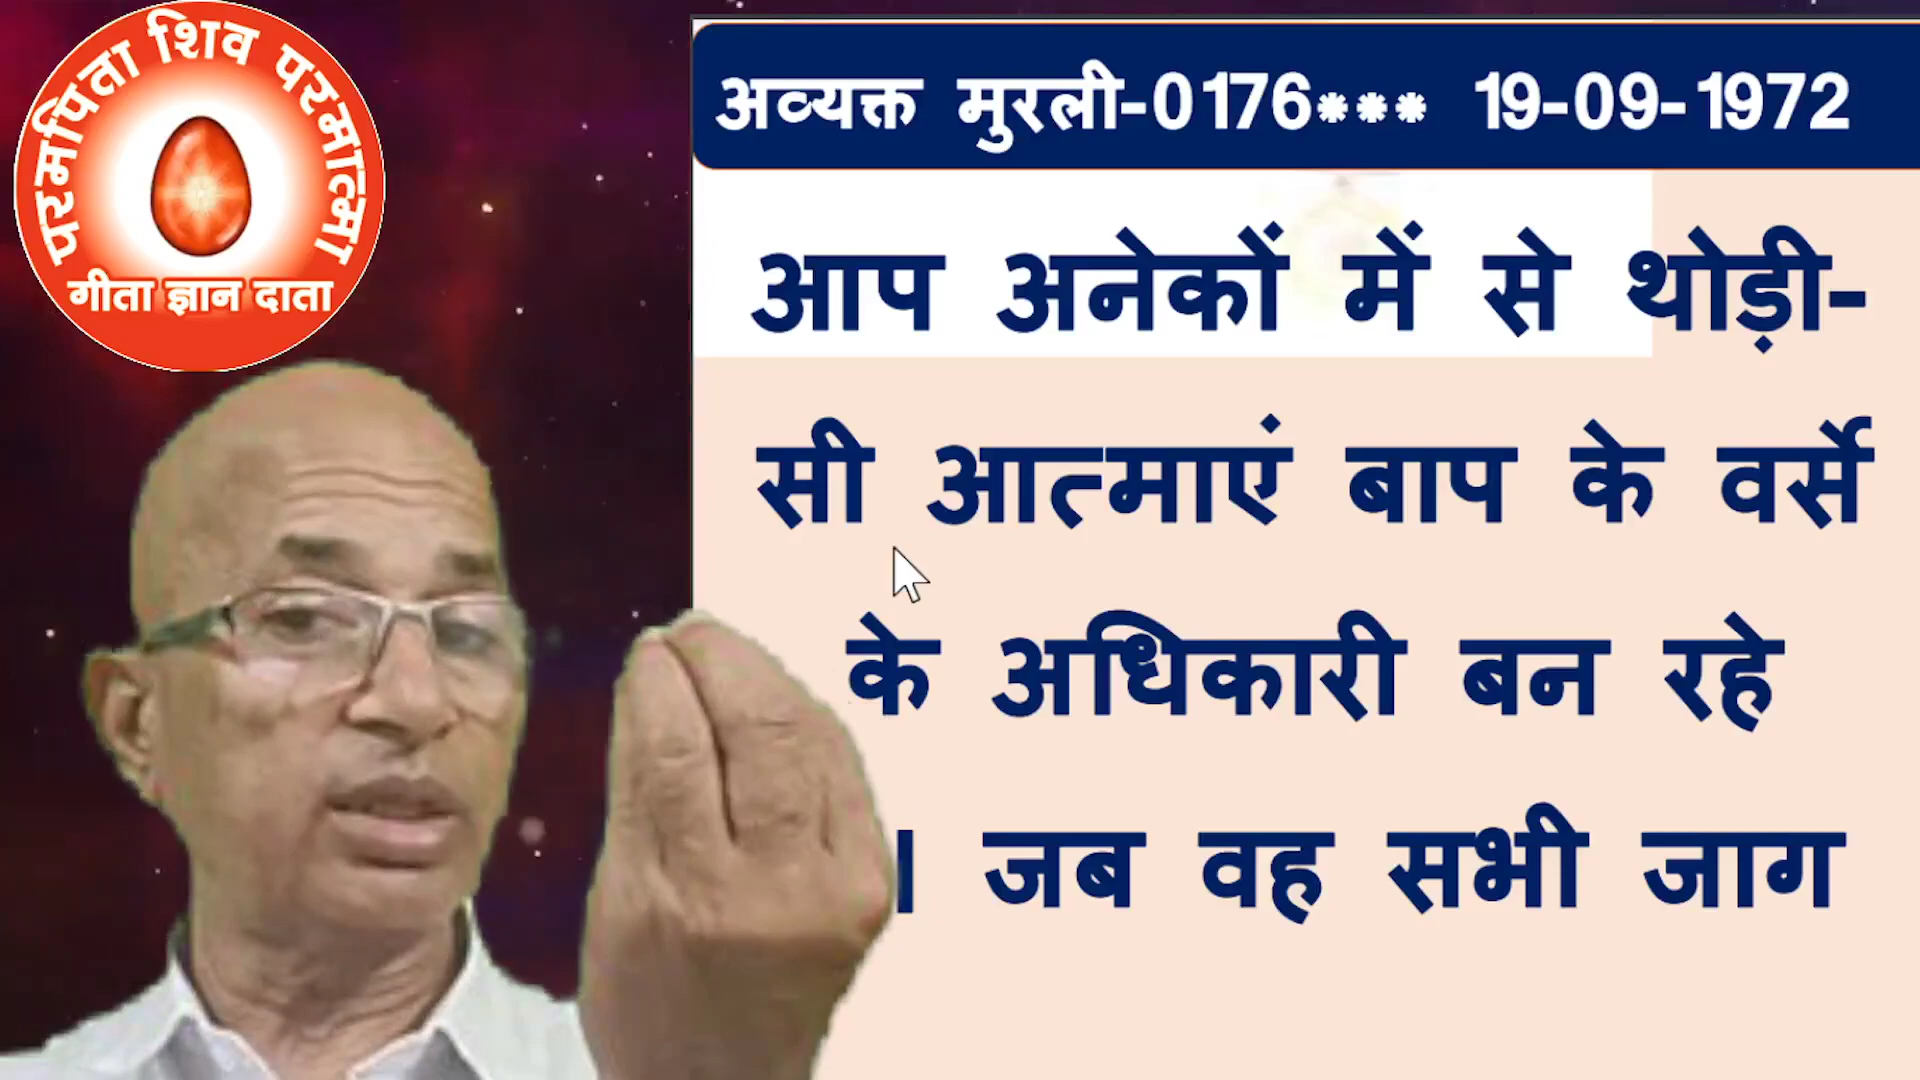 परमपिता शिव परमात्मा
गीता ज्ञान दाता
अव्यक्त मुरली-0176*** 19-09-1972
आप अनेकों में से थोड़ी-
सी आत्माएं बाप के वर्से
के अधिकारी बन रहे
। जब वह सभी जाग